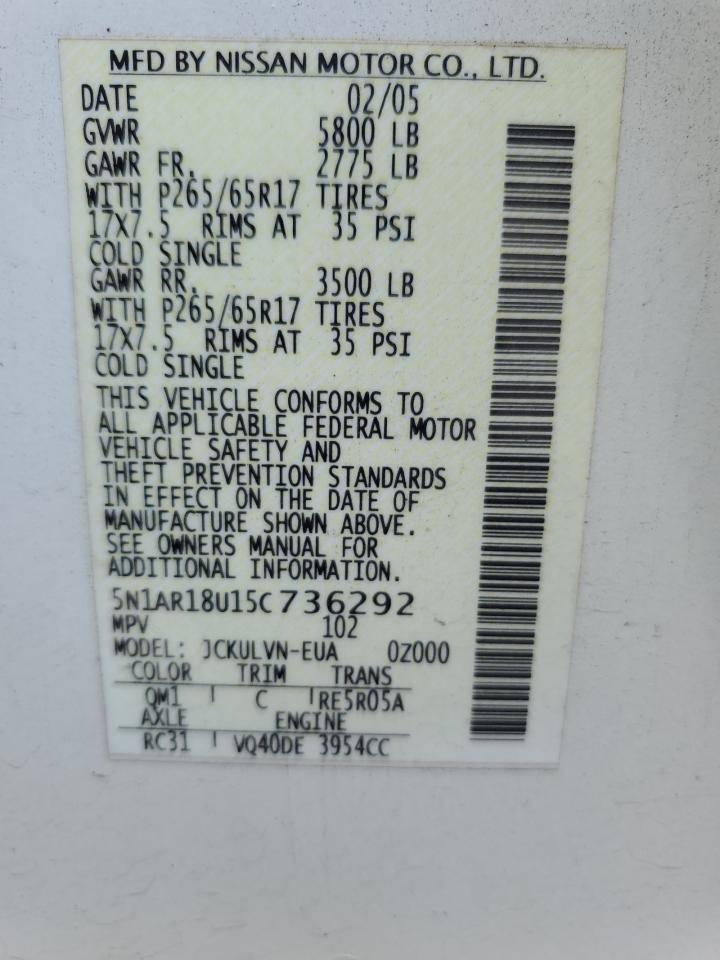 MFD BY NISSAN MOTOR CO., LTD.
DATE 02/05
GVWR 5800 LB
GAWR FR. 2775 LB
WITH P265/65R17 TIRES
17X7.5 RIMS AT 35 PSI
COLD SINGLE
GAWR RR. 3500 LB
WITH P265/65R17 TIRES
17X7.5 RIMS AT 35 PSI
COLD SINGLE
THIS VEHICLE CONFORMS TO
ALL APPLICABLE FEDERAL MOTOR
VEHICLE SAFETY AND
THEFT PREVENTION STANDARDS
IN EFFECT ON THE DATE OF
MANUFACTURE SHOWN ABOVE.
SEE OWNERS MANUAL FOR
ADDITIONAL INFORMATION.
5N1AR18U15C736292
MPV 102
MODEL: JCKULVN-EUA 0Z000
COLOR TRIM TRANS
QM1 C RE5R05A
AXLE ENGINE
RC31 VQ40DE 3954CC